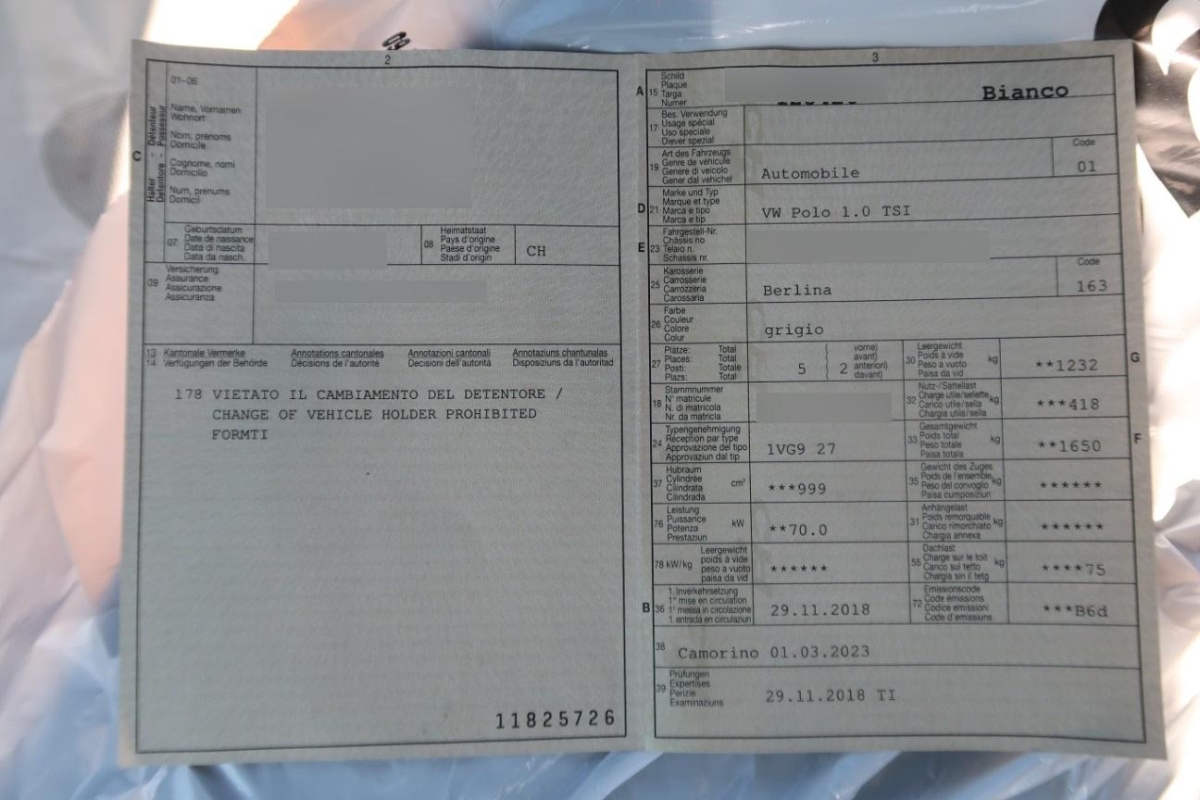 2
01-06
Halter - Détenteur
Detentore - Possessur
Name, Vornamen
Wohnort
Nom, prénoms
Domicile
C
Cognome, nomi
Domicilio
Num, prenums
Domicil
07
Geburtsdatum
Date de naissance
Data di nascita
Data da nasch.
08
Heimatstaat
Pays d'origine
Paese d'origine
Stadi d'origin
CH
09
Versicherung
Assurance
Assicurazione
Assicuranza
13 Kantonale Vermerke Annotations cantonales Annotazioni cantonali Annotaziuns chantunalas
14 Verfügungen der Behörde Décisions de l'autorité Decisioni dell'autorità Disposiziuns da l'autoritad
178 VIETATO IL CAMBIAMENTO DEL DETENTORE /
CHANGE OF VEHICLE HOLDER PROHIBITED
FORMTI
11825726
3
A 15
Schild
Plaque
Targa
Numer
Bianco
17
Bes. Verwendung
Usage spécial
Uso speciale
Diever spezial
19
Art des Fahrzeugs
Genre de véhicule
Genere di veicolo
Gener dal vehichel
Automobile
Code
01
D 21
Marke und Typ
Marque et type
Marca e tipo
Marca e tip
VW Polo 1.0 TSI
E 23
Fahrgestell-Nr.
Châssis no
Telaio n.
Schassis nr.
25
Karosserie
Carrosserie
Carrozzeria
Carossaria
Berlina
Code
163
26
Farbe
Couleur
Colore
Colur
grigio
27
Plätze: Total
Places: Total
Posti: Totale
Plazs: Total
5
2
vorne)
avant)
anteriori)
davant)
30
Leergewicht
Poids à vide
Peso a vuoto
Paisa da vid
kg
**1232
G
18
Stammnummer
N° matricule
N. di matricola
Nr. da matricla
32
Nutz-/Sattellast
Charge utile/sellette
Carico utile/sella
Chargia utila/sella
kg
***418
24
Typengenehmigung
Réception par type
Approvazione del tipo
Approvaziun dal tip
1VG9 27
33
Gesamtgewicht
Poids total
Peso totale
Paisa totala
kg
**1650
F
37
Hubraum
Cylindrée
Cilindrata
Cilindrada
cm³
***999
35
Gewicht des Zuges
Poids de l'ensemble
Peso del convoglio
Paisa cumposiziun
kg
******
76
Leistung
Puissance
Potenza
Prestaziun
kW
**70.0
31
Anhängelast
Poids remorquable
Carico rimorchiato
Chargia annexa
kg
******
78 kW/kg
Leergewicht
poids à vide
peso a vuoto
paisa da vid
******
55
Dachlast
Charge sur le toit
Carico sul tetto
Chargia sin il tetg
kg
****75
B 36
1. Inverkehrsetzung
1re mise en circulation
1a messa in circolazione
1. entrada en circulaziun
29.11.2018
72
Emissionscode
Code émissions
Codice emissioni
Code d'emissiuns
***B6d
38
Camorino 01.03.2023
39
Prüfungen
Expertises
Perizie
Examinaziuns
29.11.2018 TI